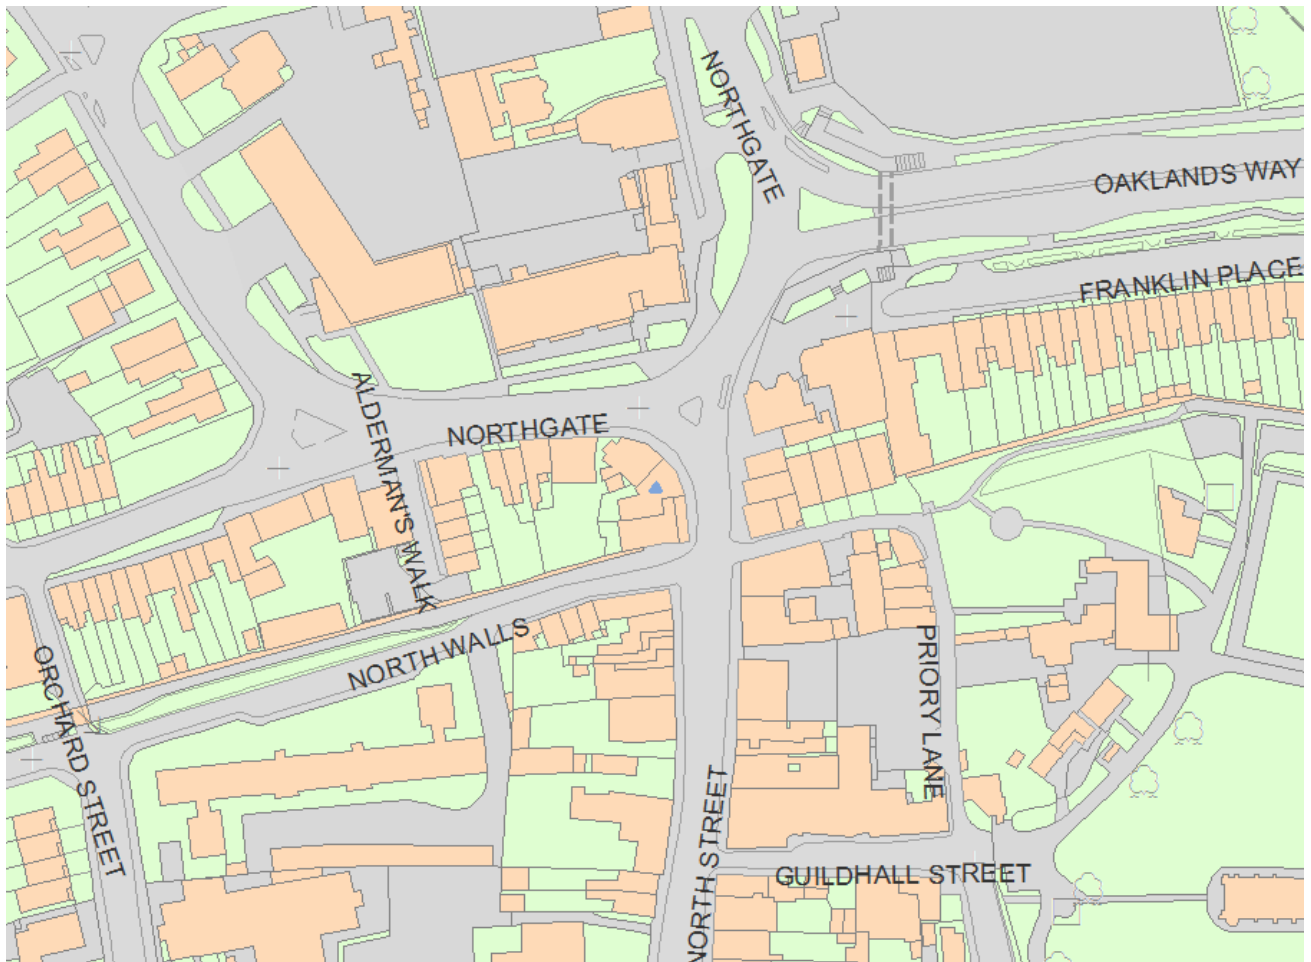 NORTHGATE
OAKLANDS WAY
FRANKLIN PLACE
ALDERMAN'S WALK
NORTHGATE
NORTH WALLS
ORCHARD STREET
PRIORY LANE
NORTH STREET
GUILDHALL STREET